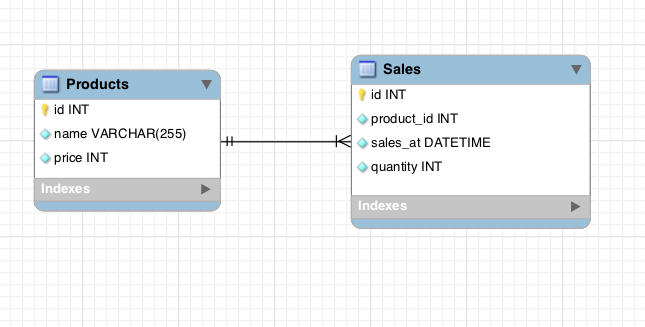 Products
id INT
name VARCHAR(255)
price INT
Indexes
Sales
id INT
product_id INT
sales_at DATETIME
quantity INT
Indexes